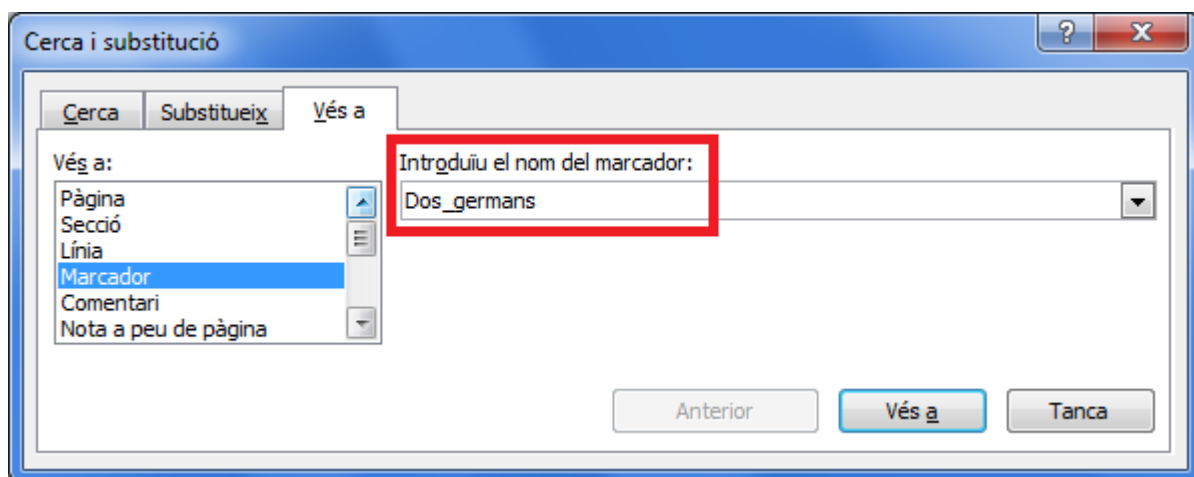 Cerca i substitució
Cerca Substitueix Vés a
Vés a:
Introduïu el nom del marcador:
Dos_germans
Pàgina
Secció
Línia
Marcador
Comentari
Nota a peu de pàgina
Anterior Vés a Tanca